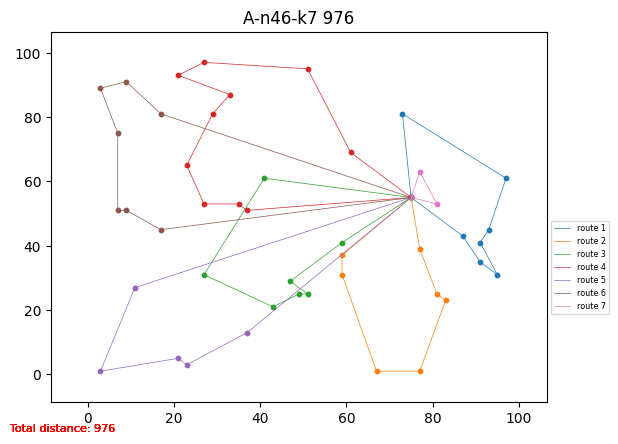 A-n46-k7 976
100
80
60
40
20
0
0 20 40 60 80 100
route 1
route 2
route 3
route 4
route 5
route 6
route 7
Total distance: 976